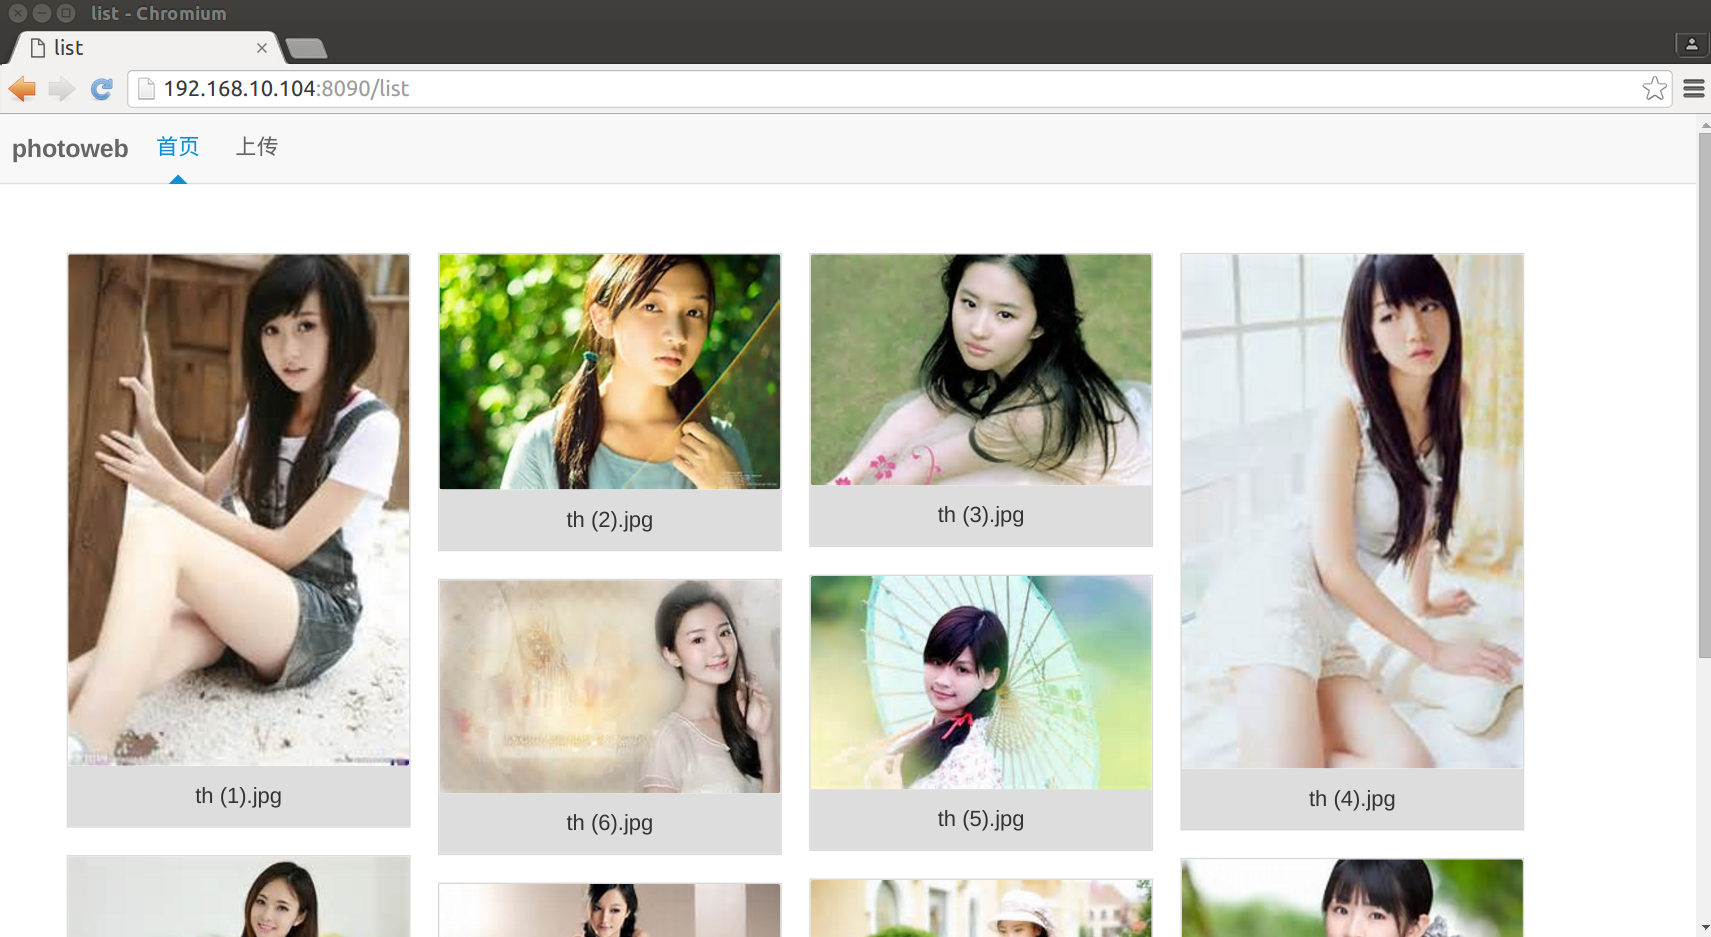 list - Chromium
list
192.168.10.104:8090/list
photoweb 首页 上传
th (1).jpg
th (2).jpg
th (3).jpg
th (4).jpg
th (6).jpg
th (5).jpg